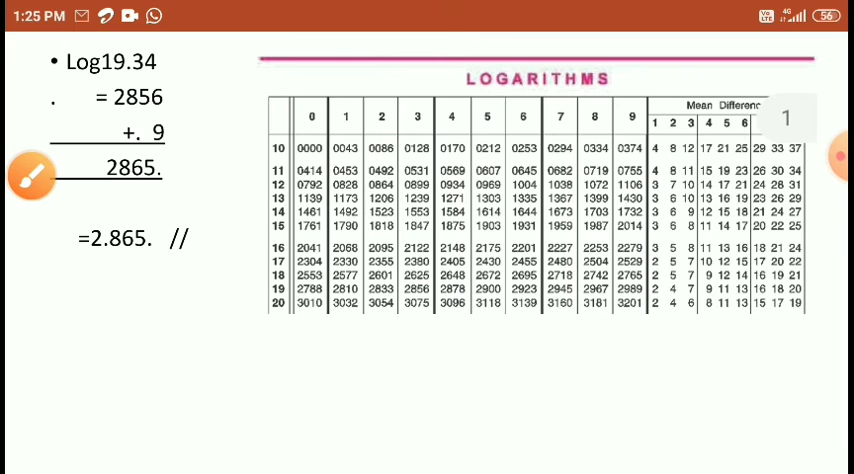 1:25 PM
Vo LTE 4G 56
• Log19.34
. = 2856
+. 9
2865.
=2.865. //
LOGARITHMS
Mean Differenc
0 1 2 3 4 5 6 7 8 9 1 2 3 4 5 6
1
10 0000 0043 0086 0128 0170 0212 0253 0294 0334 0374 4 8 12 17 21 25 29 33 37
11 0414 0453 0492 0531 0569 0607 0645 0682 0719 0755 4 8 11 15 19 23 26 30 34
12 0792 0828 0864 0899 0934 0969 1004 1038 1072 1106 3 7 10 14 17 21 24 28 31
13 1139 1173 1206 1239 1271 1303 1335 1367 1399 1430 3 6 10 13 16 19 23 26 29
14 1461 1492 1523 1553 1584 1614 1644 1673 1703 1732 3 6 9 12 15 18 21 24 27
15 1761 1790 1818 1847 1875 1903 1931 1959 1987 2014 3 6 8 11 14 17 20 22 25
16 2041 2068 2095 2122 2148 2175 2201 2227 2253 2279 3 5 8 11 13 16 18 21 24
17 2304 2330 2355 2380 2405 2430 2455 2480 2504 2529 2 5 7 10 12 15 17 20 22
18 2553 2577 2601 2625 2648 2672 2695 2718 2742 2765 2 5 7 9 12 14 16 19 21
19 2788 2810 2833 2856 2878 2900 2923 2945 2967 2989 2 4 7 9 11 13 16 18 20
20 3010 3032 3054 3075 3096 3118 3139 3160 3181 3201 2 4 6 8 11 13 15 17 19